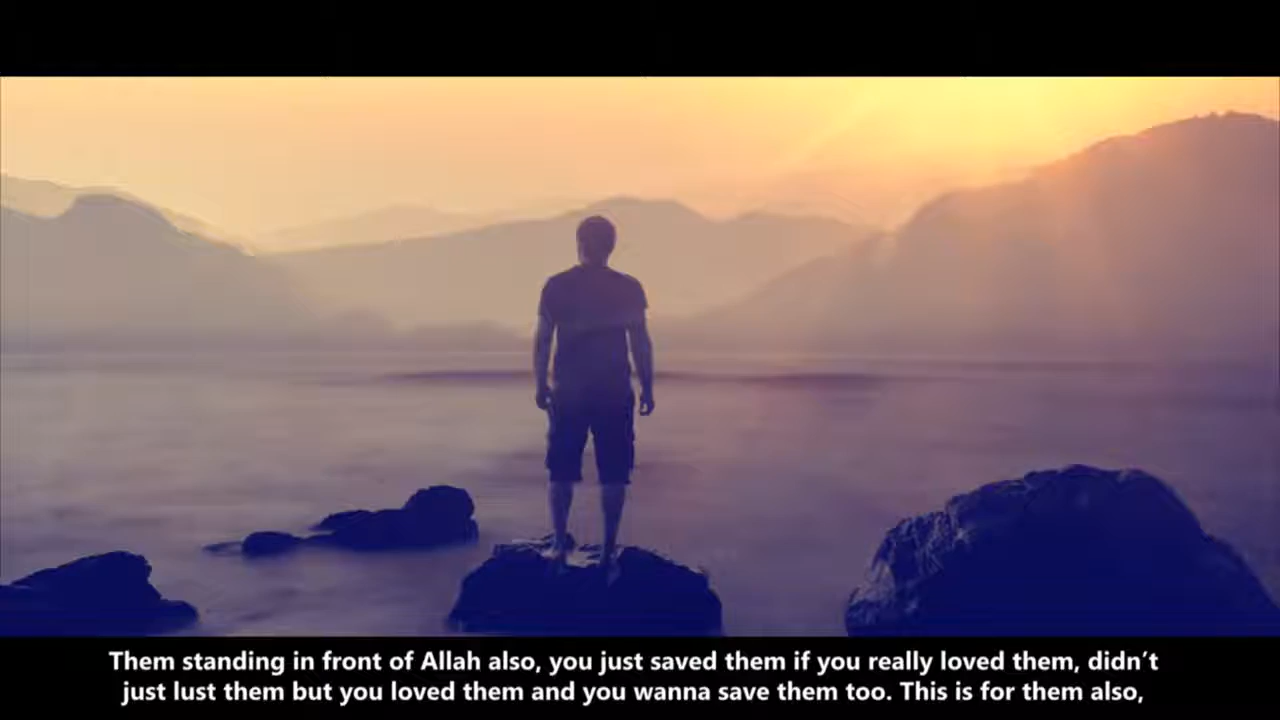 Them standing in front of Allah also, you just saved them if you really loved them, didn’t
just lust them but you loved them and you wanna save them too. This is for them also,